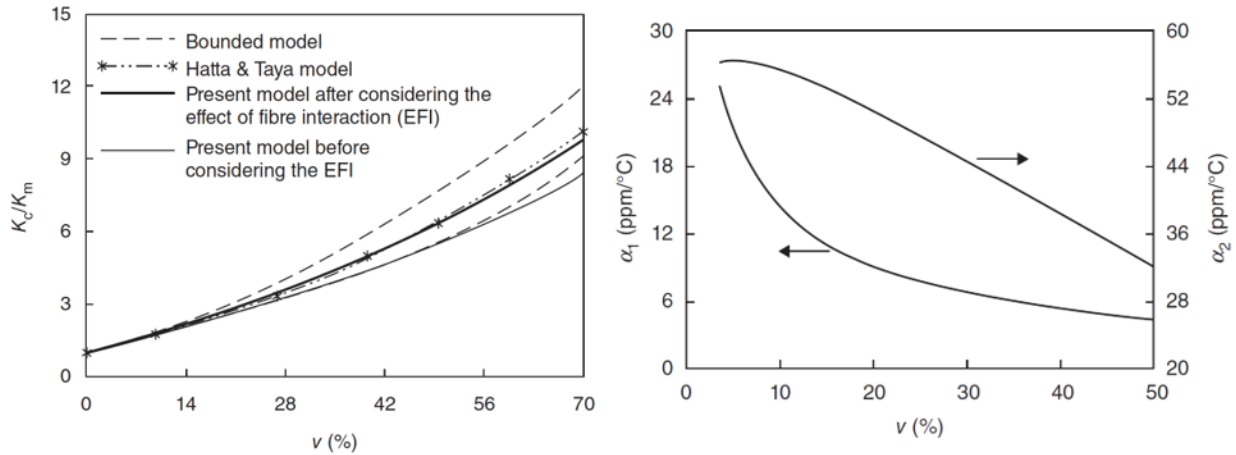 15
12
9
6
3
0
K_c/K_m
Bounded model
Hatta & Taya model
Present model after considering the
effect of fibre interaction (EFI)
Present model before
considering the EFI
0 14 28 42 56 70
v (%)
30
24
18
12
6
0
α₁ (ppm/°C)
60
52
44
36
28
20
α₂ (ppm/°C)
0 10 20 30 40 50
v (%)